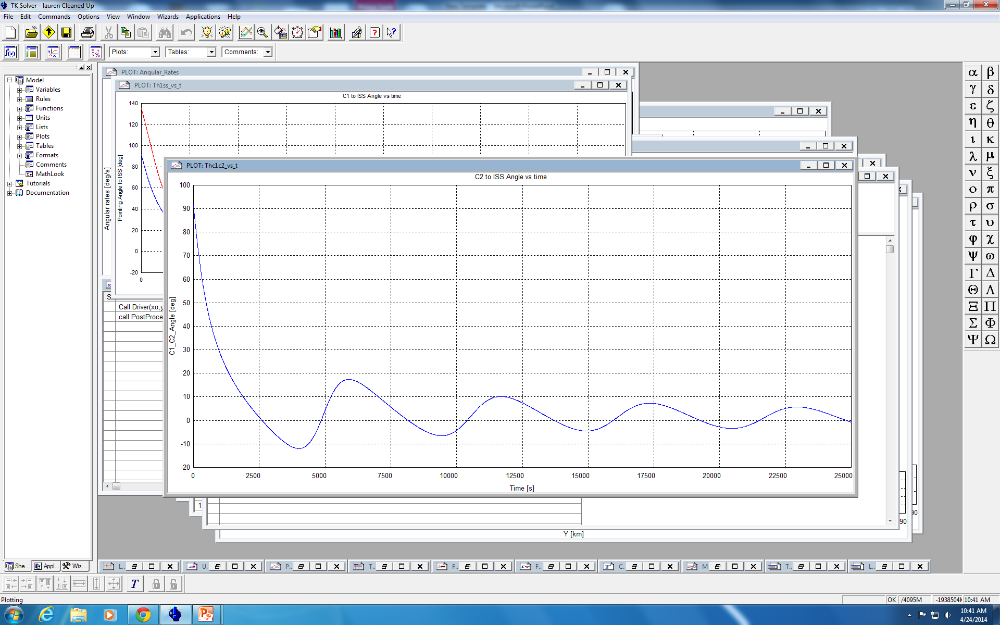 TK Solver - lauren Cleaned Up
File Edit Commands Options View Window Wizards Applications Help
Plots: Tables: Comments:
Model
Variables
Rules
Functions
Units
Lists
Plots
Tables
Formats
Comments
MathLook
Tutorials
Documentation
She... Appl... Wiz...
PLOT: Angular_Rates
Angular rates [deg/s]
PLOT: Th1ss_vs_t
C1 to ISS Angle vs time
Pointing Angle to ISS [deg]
140
120
100
80
60
40
20
0
-20
0
S
Call Driver(xo,y
call PostProce
PLOT: Thc1c2_vs_t
C2 to ISS Angle vs time
C1_C2_Angle [deg]
100
90
80
70
60
50
40
30
20
10
0
-10
-20
0 2500 5000 7500 10000 12500 15000 17500 20000 22500 25000
Time [s]
1
90
90
Y [km]
L.. U. P.. T.. F.. F.. C. M T.. L..
α β
γ δ
ε ζ
η θ
ι κ
λ μ
ν ξ
ο π
ρ σ
τ υ
φ χ
Ψ ω
Γ Δ
Θ Λ
Ξ Π
Σ Φ
Ψ Ω
T
Plotting
OK /4095M -1938504k 10:41 AM
10:41 AM
4/24/2014